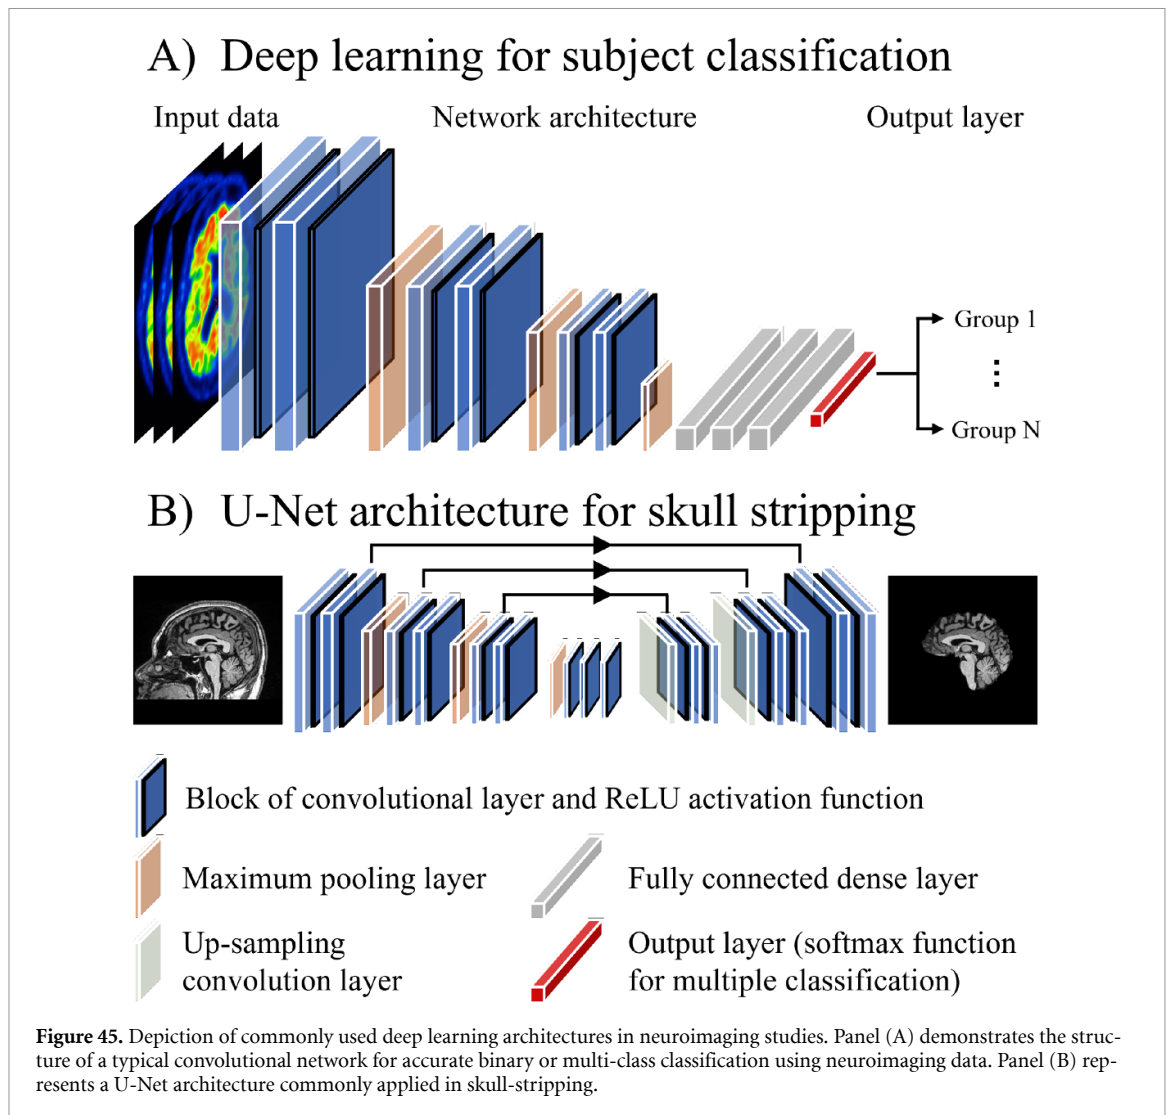 A) Deep learning for subject classification
Input data
Network architecture
Output layer
Group 1
⋮
Group N
B) U-Net architecture for skull stripping
Block of convolutional layer and ReLU activation function
Maximum pooling layer
Fully connected dense layer
Up-sampling
convolution layer
Output layer (softmax function
for multiple classification)
Figure 45. Depiction of commonly used deep learning architectures in neuroimaging studies. Panel (A) demonstrates the struc-
ture of a typical convolutional network for accurate binary or multi-class classification using neuroimaging data. Panel (B) rep-
resents a U-Net architecture commonly applied in skull-stripping.